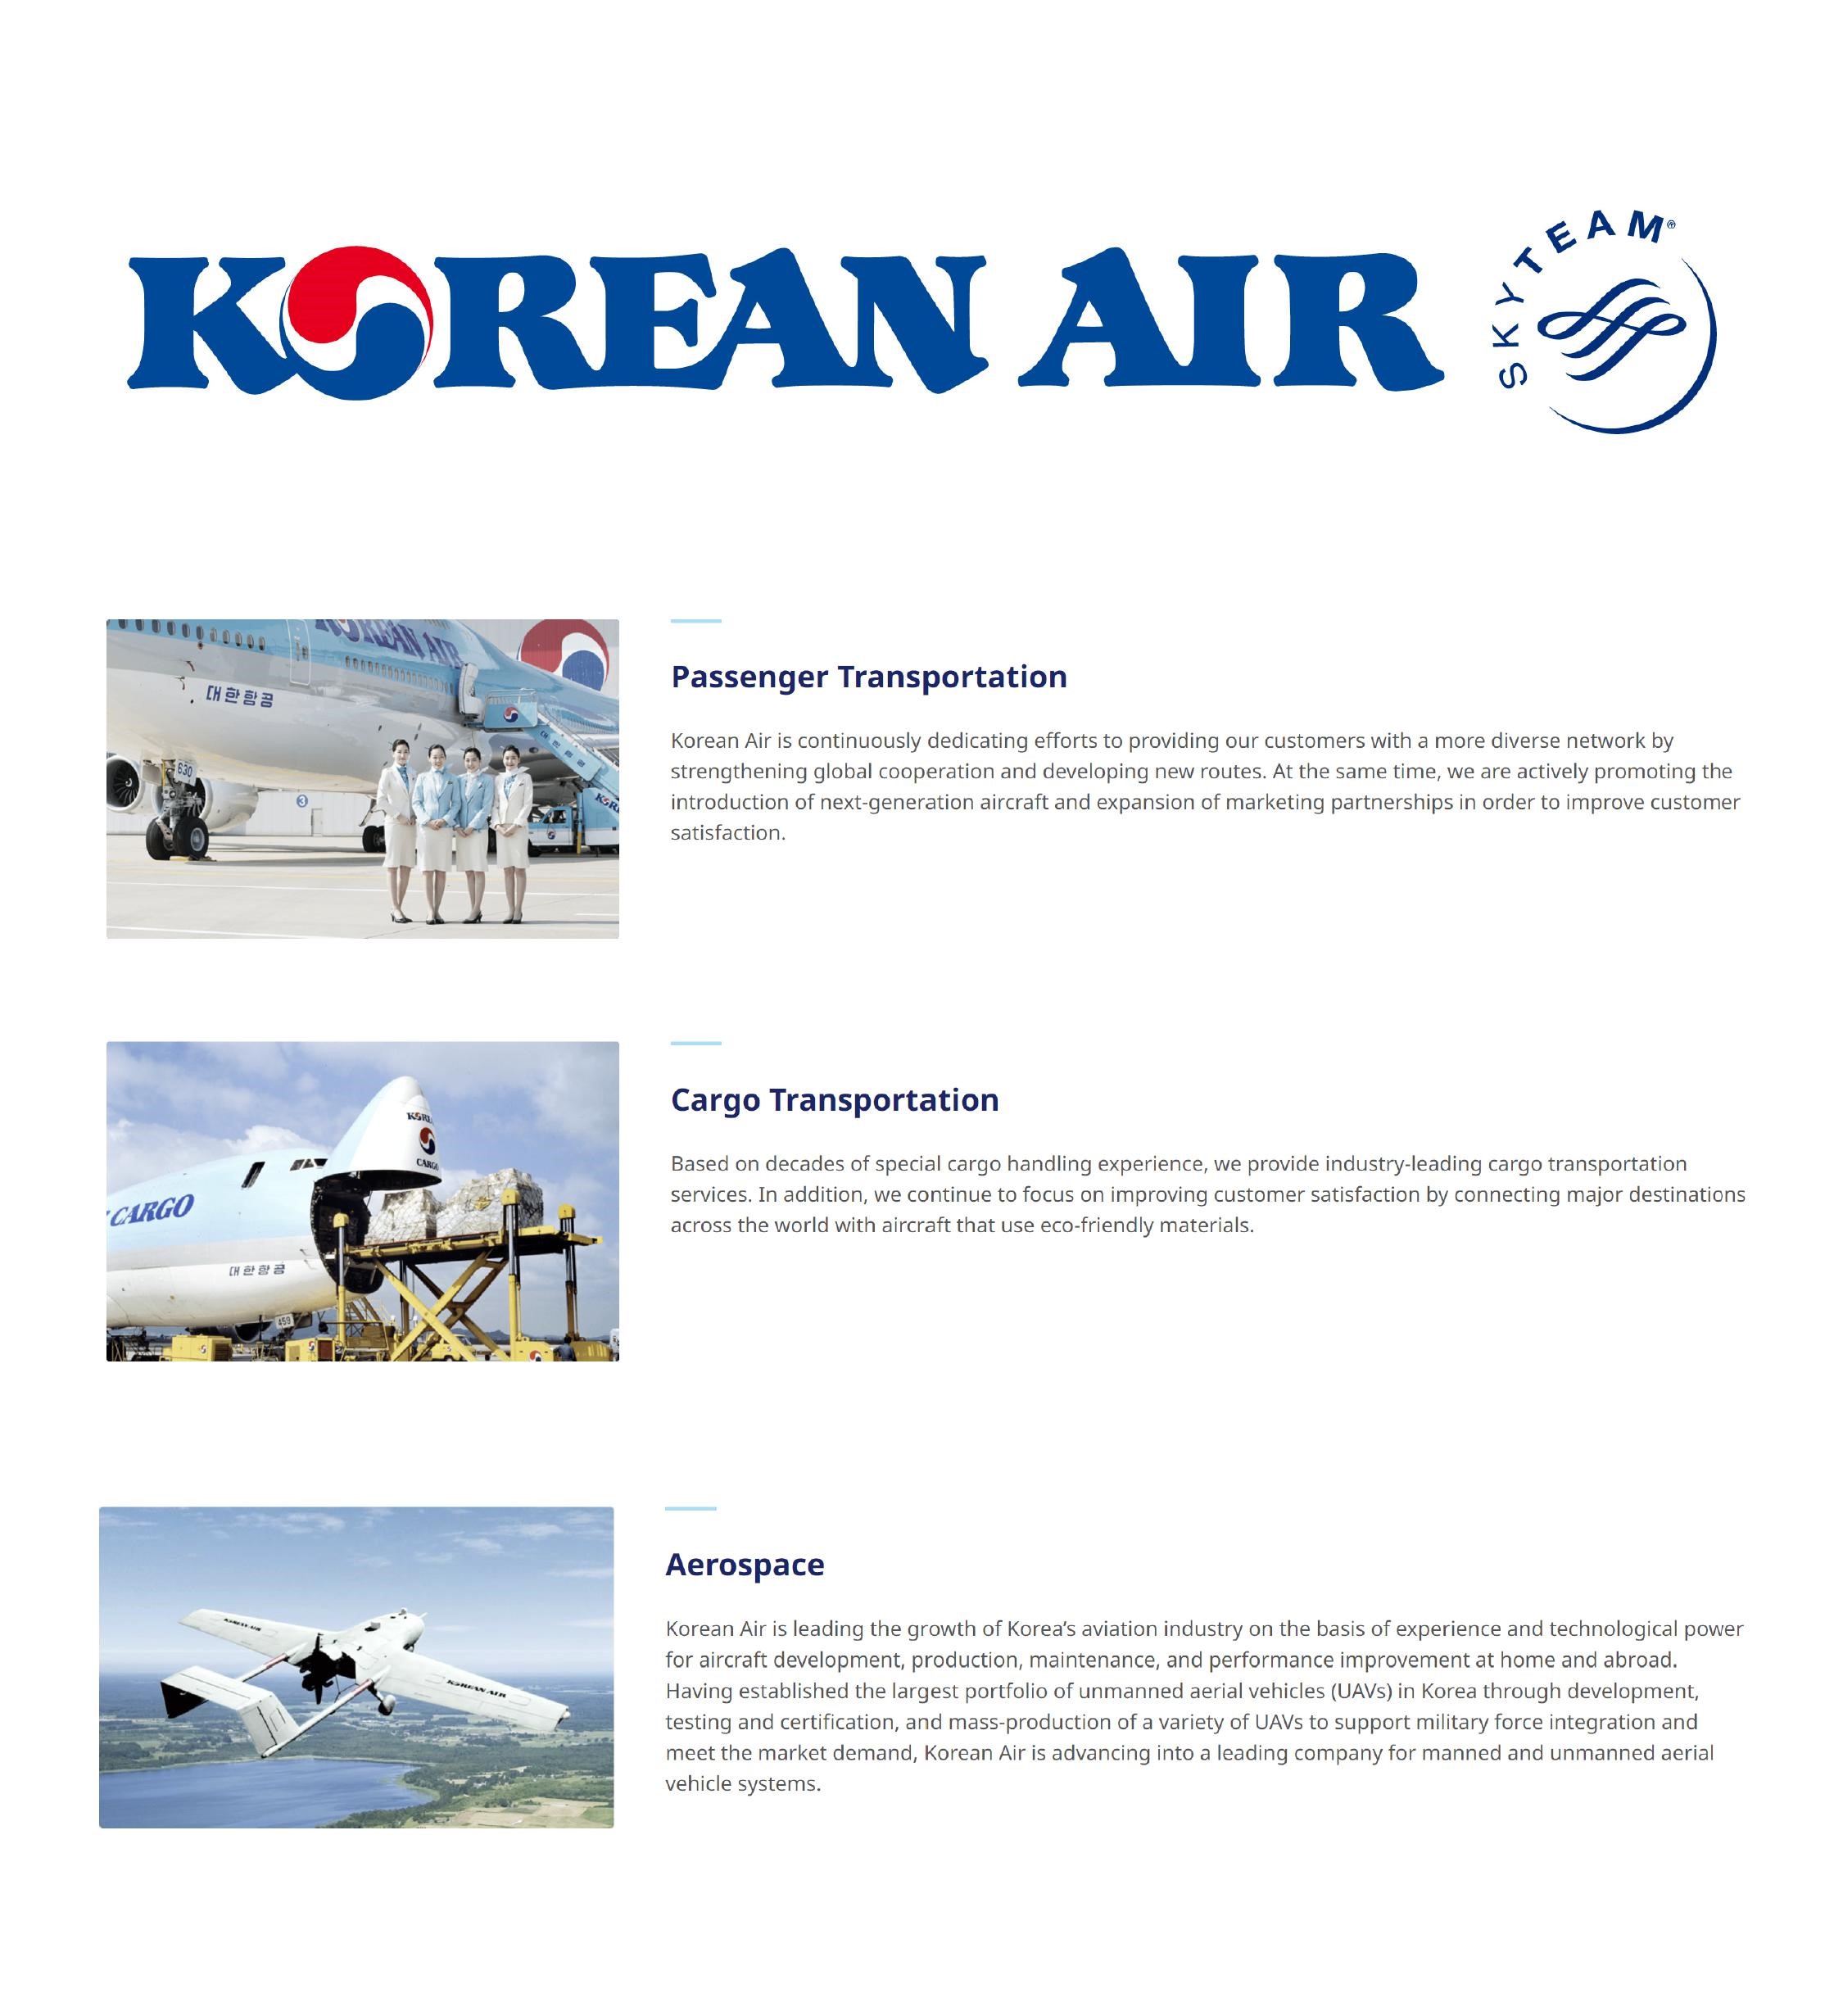 KOREAN AIR
SKYTEAM®
KOREAN AIR
대한항공
630
3
Passenger Transportation
Korean Air is continuously dedicating efforts to providing our customers with a more diverse network by
strengthening global cooperation and developing new routes. At the same time, we are actively promoting the
introduction of next-generation aircraft and expansion of marketing partnerships in order to improve customer
satisfaction.
CARGO
대한항공
CARGO
459
Cargo Transportation
Based on decades of special cargo handling experience, we provide industry-leading cargo transportation
services. In addition, we continue to focus on improving customer satisfaction by connecting major destinations
across the world with aircraft that use eco-friendly materials.
KOREAN AIR
KOREAN AIR
Aerospace
Korean Air is leading the growth of Korea’s aviation industry on the basis of experience and technological power
for aircraft development, production, maintenance, and performance improvement at home and abroad.
Having established the largest portfolio of unmanned aerial vehicles (UAVs) in Korea through development,
testing and certification, and mass-production of a variety of UAVs to support military force integration and
meet the market demand, Korean Air is advancing into a leading company for manned and unmanned aerial
vehicle systems.